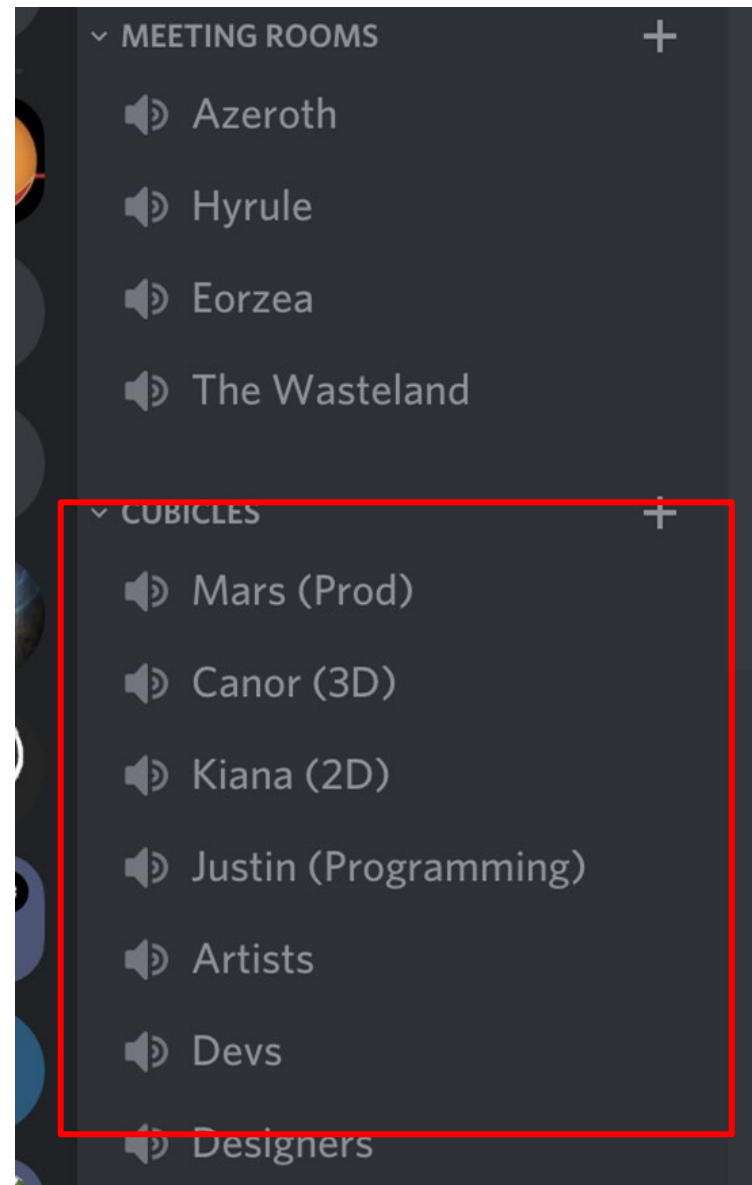 MEETING ROOMS
Azeroth
Hyrule
Eorzea
The Wasteland
CUBICLES
Mars (Prod)
Canor (3D)
Kiana (2D)
Justin (Programming)
Artists
Devs
Designers